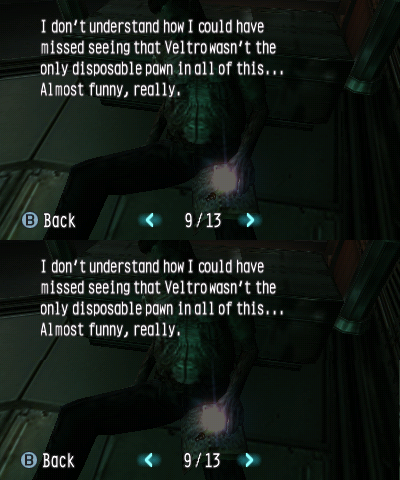 I don't understand how I could have
missed seeing that Veltro wasn't the
only disposable pawn in all of this...
Almost funny, really.
B Back
9/13
I don't understand how I could have
missed seeing that Veltro wasn't the
only disposable pawn in all of this...
Almost funny, really.
B Back
9/13